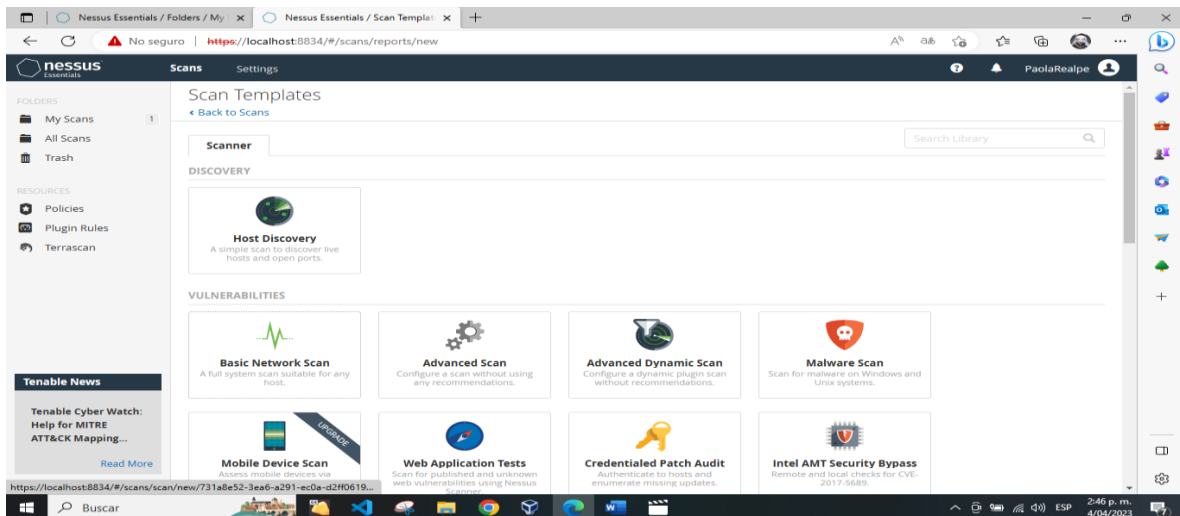 Nessus Essentials / Folders / My
Nessus Essentials / Scan Templat
No seguro
https://localhost:8834/#/scans/reports/new
nessus
Essentials
Scans
Settings
PaolaRealpe
FOLDERS
My Scans
1
All Scans
Trash
RESOURCES
Policies
Plugin Rules
Terrascan
Scan Templates
Back to Scans
Scanner
Search Library
DISCOVERY
Host Discovery
A simple scan to discover live
hosts and open ports.
VULNERABILITIES
Basic Network Scan
A full system scan suitable for any
host.
Advanced Scan
Configure a scan without using
any recommendations.
Advanced Dynamic Scan
Configure a dynamic plugin scan
without recommendations.
Malware Scan
Scan for malware on Windows and
Unix systems.
UPGRADE
Mobile Device Scan
Assess mobile devices via
Web Application Tests
Scan for published and unknown
web vulnerabilities using Nessus
Scanner.
Credentialed Patch Audit
Authenticate to hosts and
enumerate missing updates.
Intel AMT Security Bypass
Remote and local checks for CVE-
2017-5689.
Tenable News
Tenable Cyber Watch:
Help for MITRE
ATT&CK Mapping...
Read More
https://localhost:8834/#/scans/scan/new/731a8e52-3ea6-a291-ec0a-d2ff0619...
Buscar
ESP
2:46 p. m.
4/04/2023